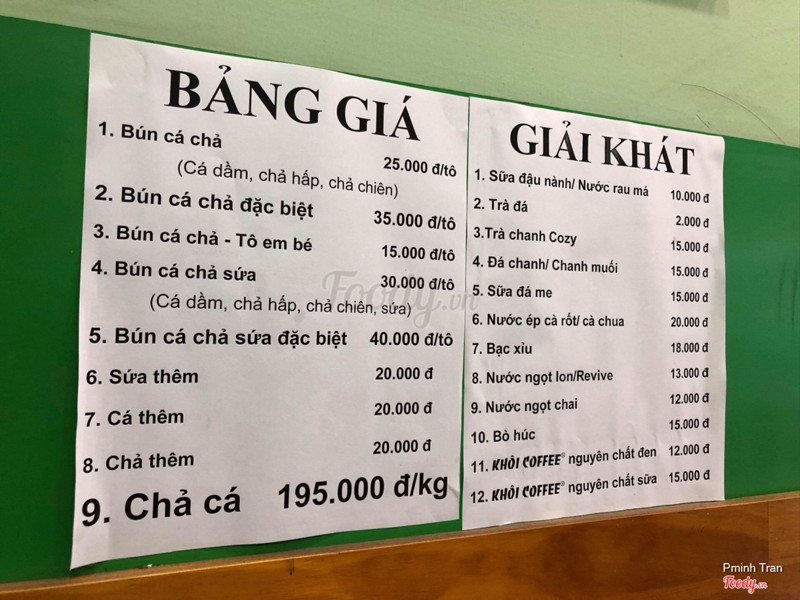 BẢNG GIÁ
1. Bún cá chả 25.000 đ/tô
(Cá dầm, chả hấp, chả chiên)
2. Bún cá chả đặc biệt 35.000 đ/tô
3. Bún cá chả - Tô em bé 15.000 đ/tô
4. Bún cá chả sứa 30.000 đ/tô
(Cá dầm, chả hấp, chả chiên, sứa)
5. Bún cá chả sứa đặc biệt 40.000 đ/tô
6. Sứa thêm 20.000 đ
7. Cá thêm 20.000 đ
8. Chả thêm 20.000 đ
9. Chả cá 195.000 đ/kg
GIẢI KHÁT
1. Sữa đậu nành/ Nước rau má 10.000 đ
2. Trà đá 2.000 đ
3.Trà chanh Cozy 15.000 đ
4. Đá chanh/ Chanh muối 15.000 đ
5. Sữa đá me 15.000 đ
6. Nước ép cà rốt/ cà chua 20.000 đ
7. Bạc xỉu 18.000 đ
8. Nước ngọt lon/Revive 13.000 đ
9. Nước ngọt chai 12.000 đ
10. Bò húc 15.000 đ
11. KHÔI COFFEE® nguyên chất đen 12.000 đ
12. KHÔI COFFEE® nguyên chất sữa 15.000 đ
Foody.vn
Pminh Tran
Foody.vn